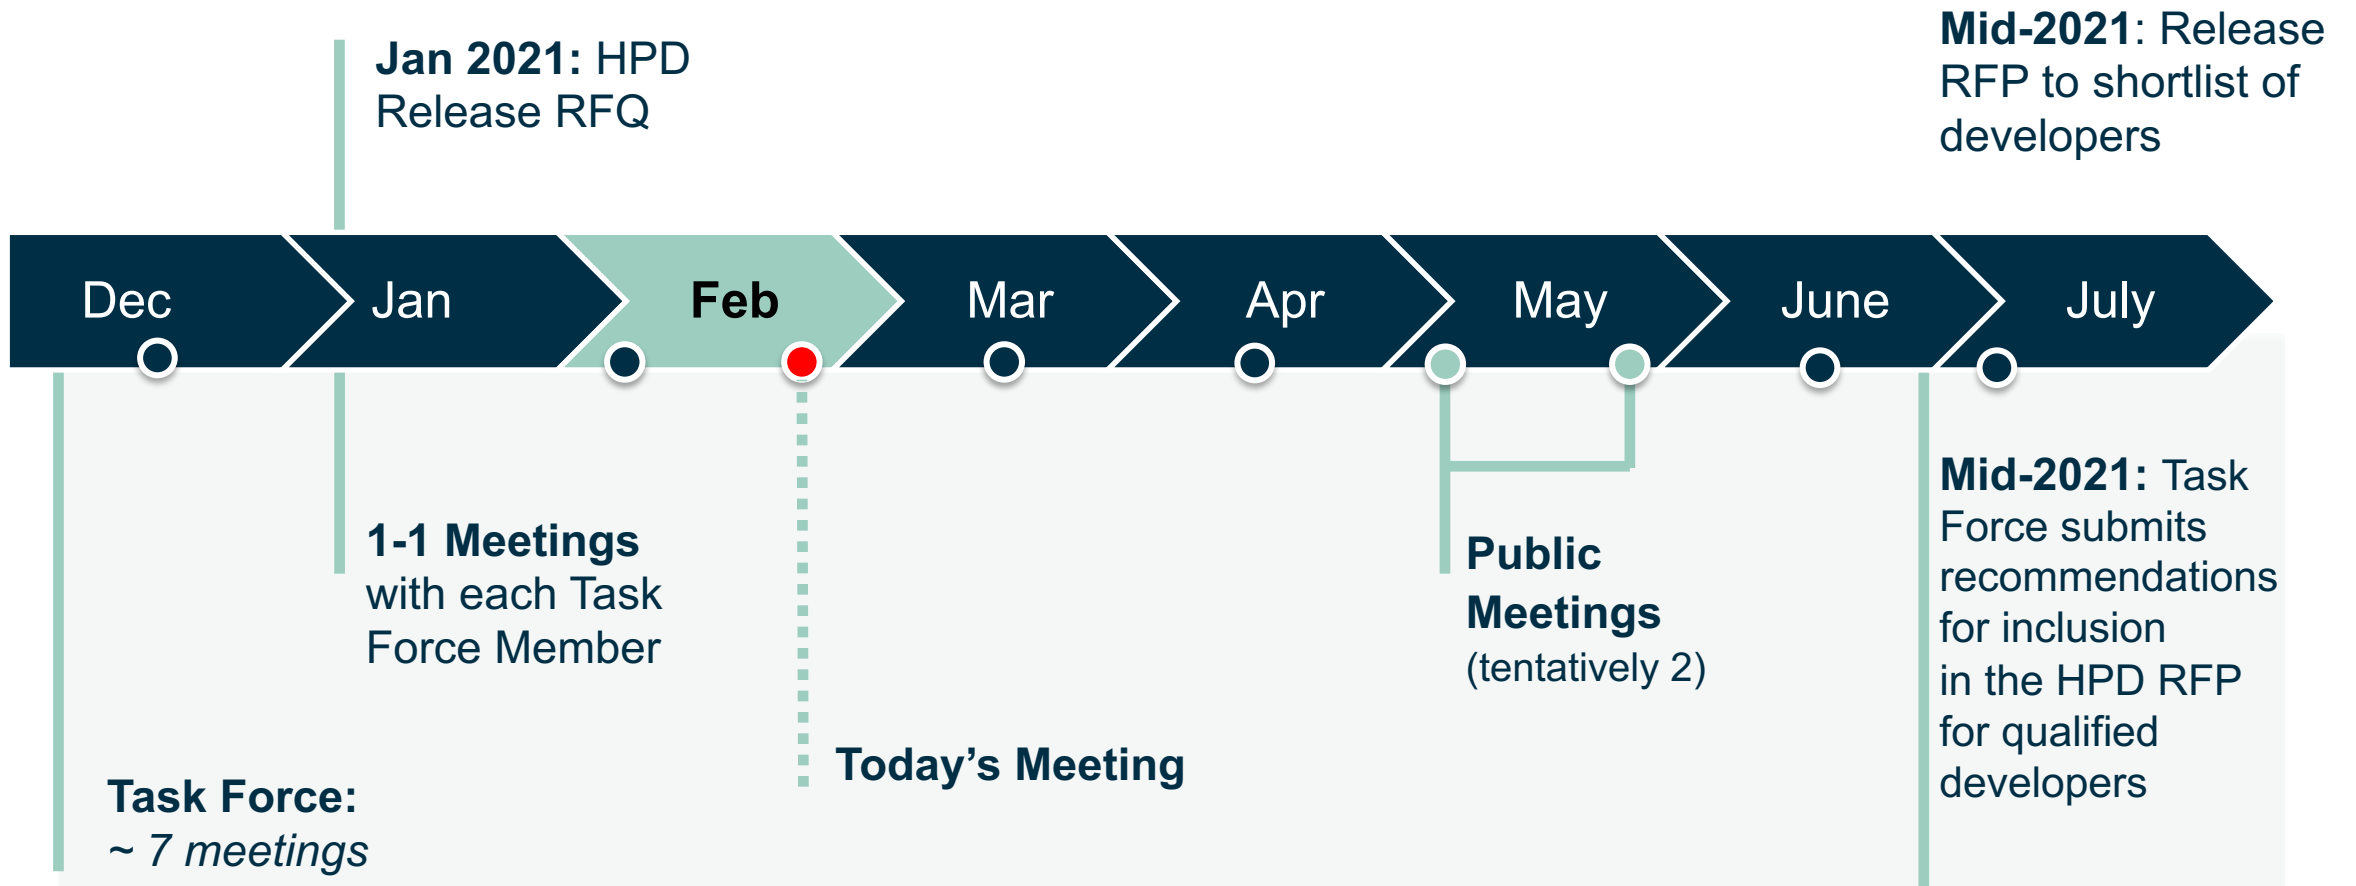 Jan 2021: HPD
Release RFQ
Mid-2021: Release
RFP to shortlist of
developers
Dec
Jan
Feb
Mar
Apr
May
June
July
Task Force:
~ 7 meetings
1-1 Meetings
with each Task
Force Member
Today’s Meeting
Public
Meetings
(tentatively 2)
Mid-2021: Task
Force submits
recommendations
for inclusion
in the HPD RFP
for qualified
developers